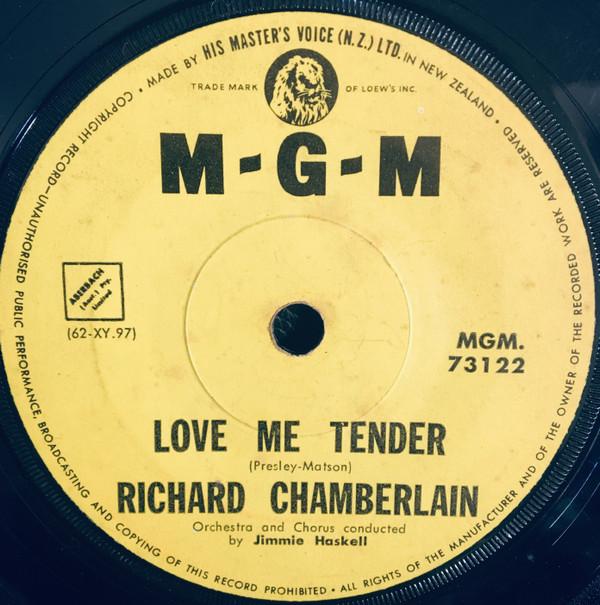 COPYRIGHT RECORD—UNAUTHORISED PUBLIC PERFORMANCE, BROADCASTING AND COPYING OF THIS RECORD PROHIBITED • ALL RIGHTS OF THE MANUFACTURER AND OF THE OWNER OF THE RECORDED WORK ARE RESERVED • MADE BY HIS MASTER'S VOICE (N.Z.) LTD. IN NEW ZEALAND •
TRADE MARK OF LOEW'S INC.
M-G-M
ABERBACH
(Aust.) Pty.
Limited
(62-XY.97)
MGM.
73122
LOVE ME TENDER
(Presley-Matson)
RICHARD CHAMBERLAIN
Orchestra and Chorus conducted
by Jimmie Haskell